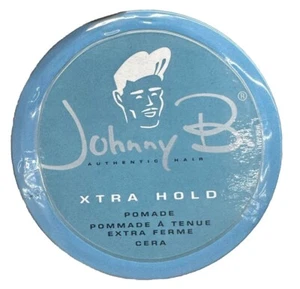 Johnny B®
AUTHENTIC HAIR
XTRA HOLD
POMADE
POMMADE À TENUE
EXTRA FERME
CERA